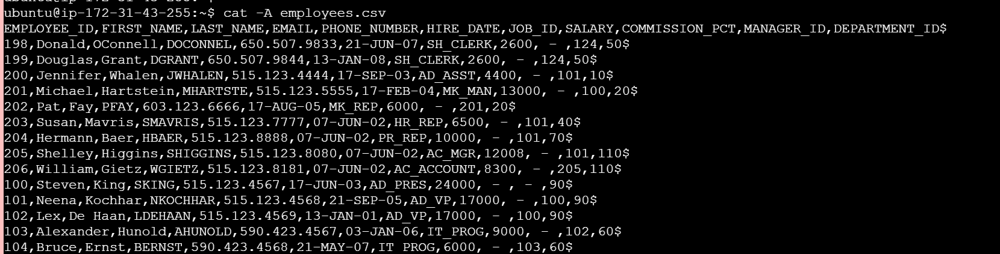 ubuntu@ip-172-31-43-255:~$ cat -A employees.csv
EMPLOYEE_ID,FIRST_NAME,LAST_NAME,EMAIL,PHONE_NUMBER,HIRE_DATE,JOB_ID,SALARY,COMMISSION_PCT,MANAGER_ID,DEPARTMENT_ID$
198,Donald,OConnell,DOCONNEL,650.507.9833,21-JUN-07,SH_CLERK,2600, - ,124,50$
199,Douglas,Grant,DGRANT,650.507.9844,13-JAN-08,SH_CLERK,2600, - ,124,50$
200,Jennifer,Whalen,JWHALEN,515.123.4444,17-SEP-03,AD_ASST,4400, - ,101,10$
201,Michael,Hartstein,MHARTSTE,515.123.5555,17-FEB-04,MK_MAN,13000, - ,100,20$
202,Pat,Fay,PFAY,603.123.6666,17-AUG-05,MK_REP,6000, - ,201,20$
203,Susan,Mavris,SMAVRIS,515.123.7777,07-JUN-02,HR_REP,6500, - ,101,40$
204,Hermann,Baer,HBAER,515.123.8888,07-JUN-02,PR_REP,10000, - ,101,70$
205,Shelley,Higgins,SHIGGINS,515.123.8080,07-JUN-02,AC_MGR,12008, - ,101,110$
206,William,Gietz,WGIETZ,515.123.8181,07-JUN-02,AC_ACCOUNT,8300, - ,205,110$
100,Steven,King,SKING,515.123.4567,17-JUN-03,AD_PRES,24000, - , - ,90$
101,Neena,Kochhar,NKOCHHAR,515.123.4568,21-SEP-05,AD_VP,17000, - ,100,90$
102,Lex,De Haan,LDEHAAN,515.123.4569,13-JAN-01,AD_VP,17000, - ,100,90$
103,Alexander,Hunold,AHUNOLD,590.423.4567,03-JAN-06,IT_PROG,9000, - ,102,60$
104,Bruce,Ernst,BERNST,590.423.4568,21-MAY-07,IT_PROG,6000, - ,103,60$